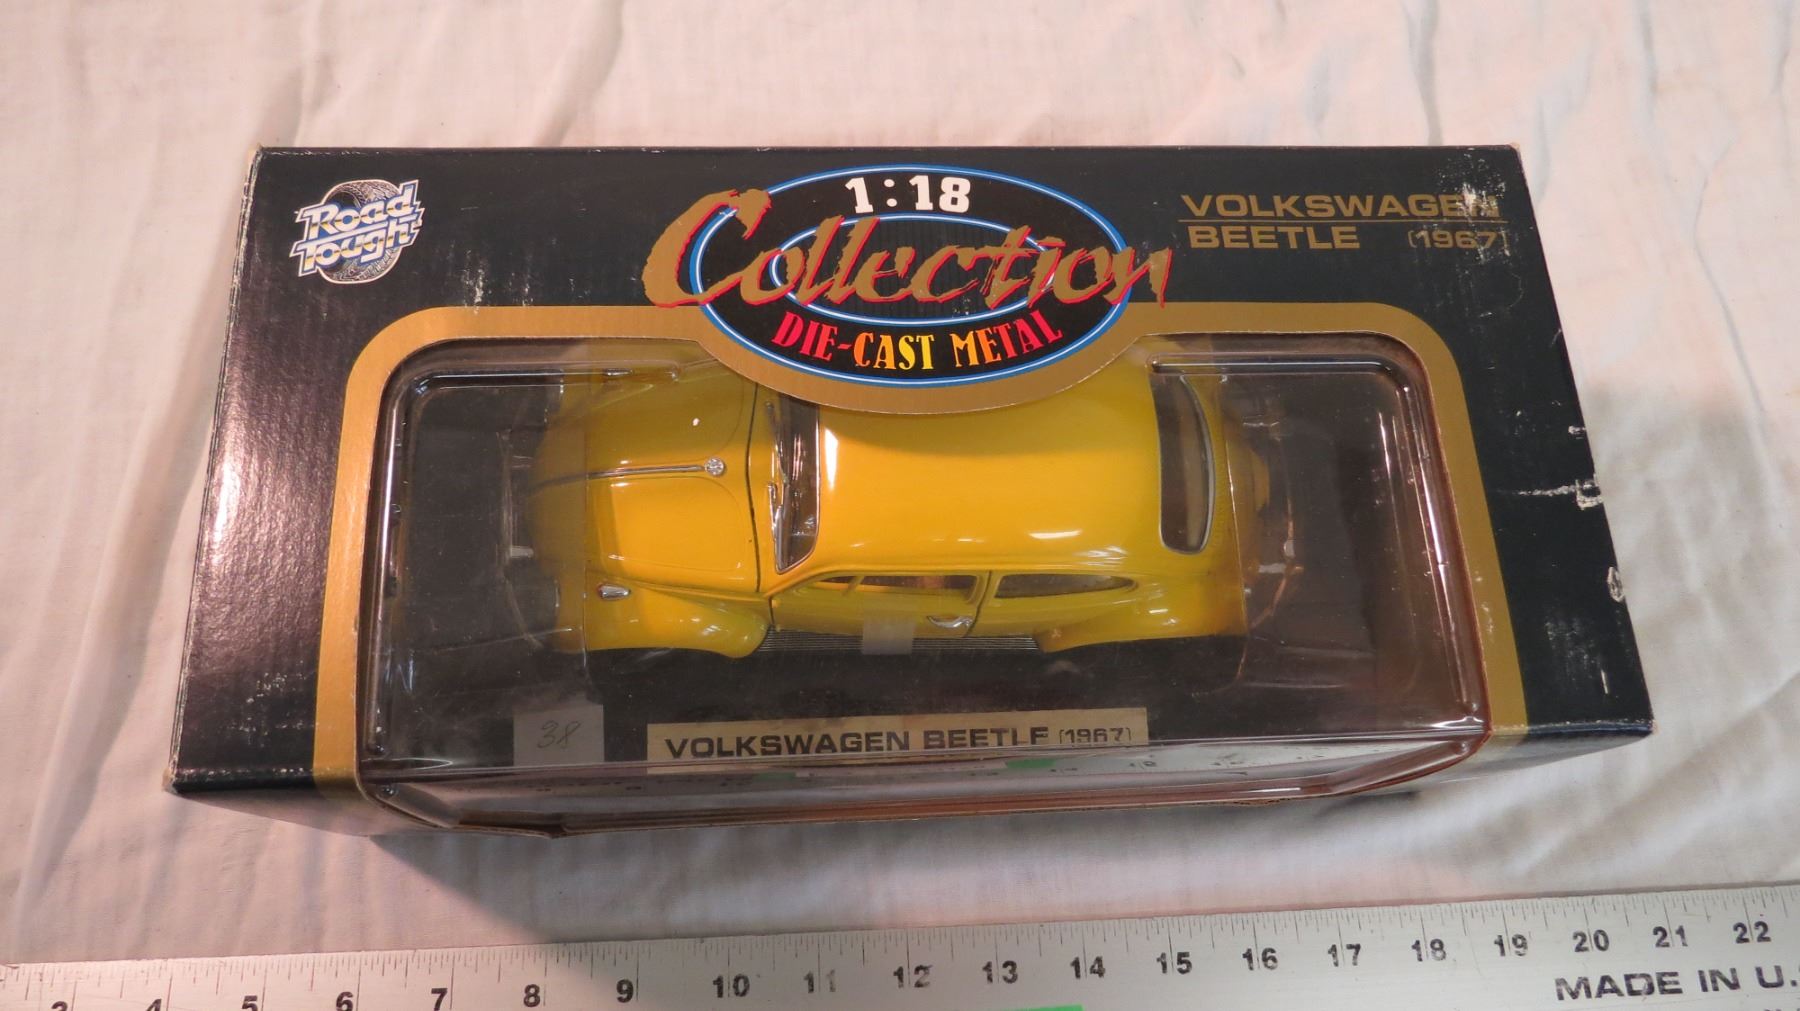 Road
Tough
1:18
Collection
DIE-CAST METAL
VOLKSWAGEN
BEETLE (1967)
38
VOLKSWAGEN BEETLE (1967)
3 4 5 6 7 8 9 10 11 12 13 14 15 16 17 18 19 20 21 22
MADE IN U.